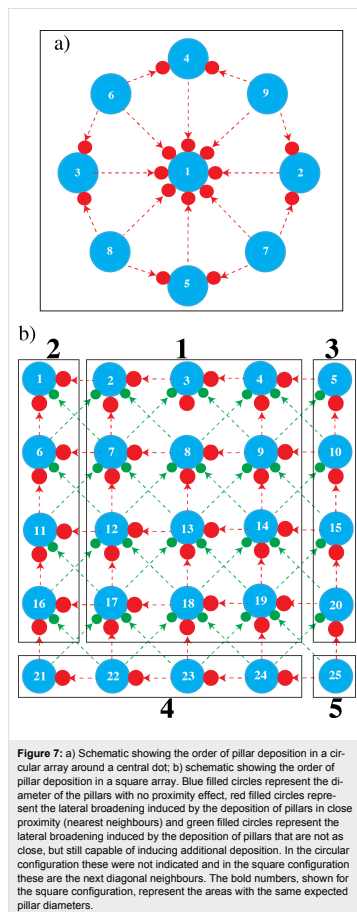 a)
4
6
9
3
1
2
8
7
5
b)
2
1
3
1
2
3
4
5
6
7
8
9
10
11
12
13
14
15
16
17
18
19
20
21
22
23
24
25
4
5
Figure 7: a) Schematic showing the order of pillar deposition in a cir-
cular array around a central dot; b) schematic showing the order of
pillar deposition in a square array. Blue filled circles represent the di-
ameter of the pillars with no proximity effect, red filled circles repre-
sent the lateral broadening induced by the deposition of pillars in close
proximity (nearest neighbours) and green filled circles represent the
lateral broadening induced by the deposition of pillars that are not as
close, but still capable of inducing additional deposition. In the circular
configuration these were not indicated and in the square configuration
these are the next diagonal neighbours. The bold numbers, shown for
the square configuration, represent the areas with the same expected
pillar diameters.